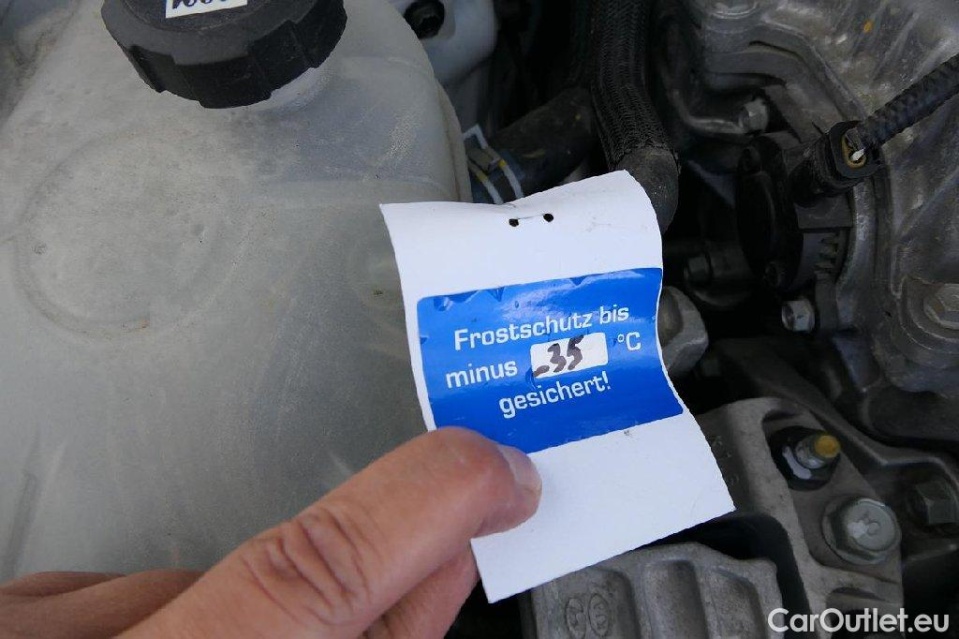 Frostschutz bis
minus -35 °C
gesichert!
CarOutlet.eu